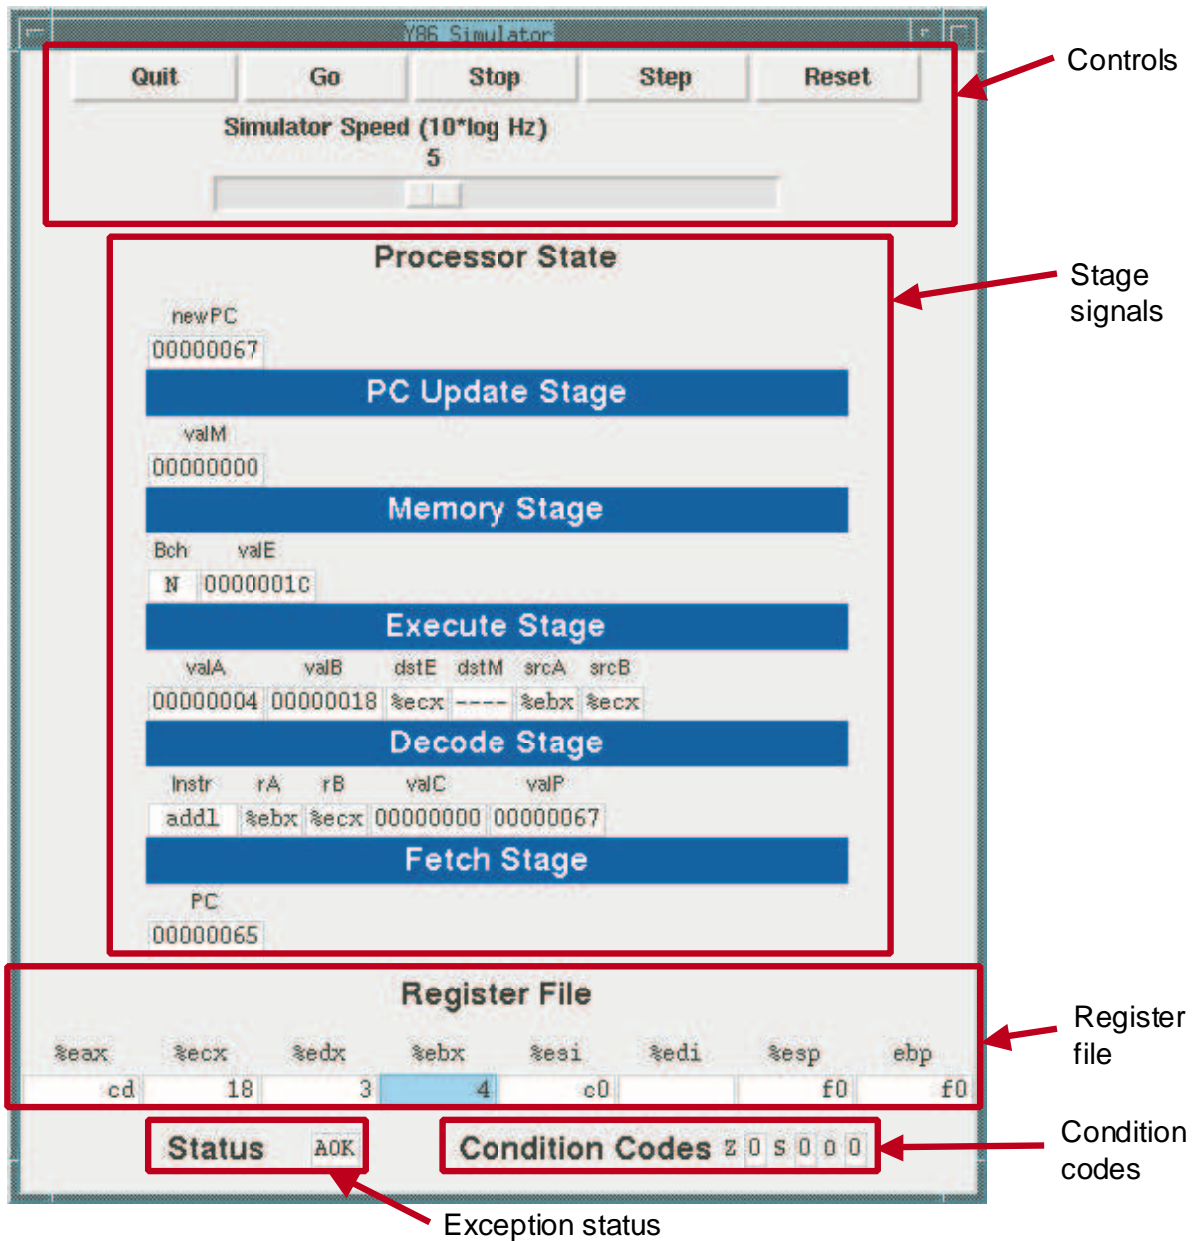 Y86 Simulator
Quit Go Stop Step Reset
Controls
Simulator Speed (10*log Hz)
5
Processor State
Stage
signals
newPC
00000067
PC Update Stage
valM
00000000
Memory Stage
Bch valE
N 0000001C
Execute Stage
valA valB dstE dstM srcA srcB
00000004 00000018 %ecx ---- %ebx %ecx
Decode Stage
Instr rA rB valC valP
addl %ebx %ecx 00000000 00000067
Fetch Stage
PC
00000065
Register File
Register
file
%eax %ecx %edx %ebx %esi %edi %esp ebp
cd 18 3 4 c0 f0 f0
Status AOK Condition Codes Z 0 S 0 O 0
Condition
codes
Exception status